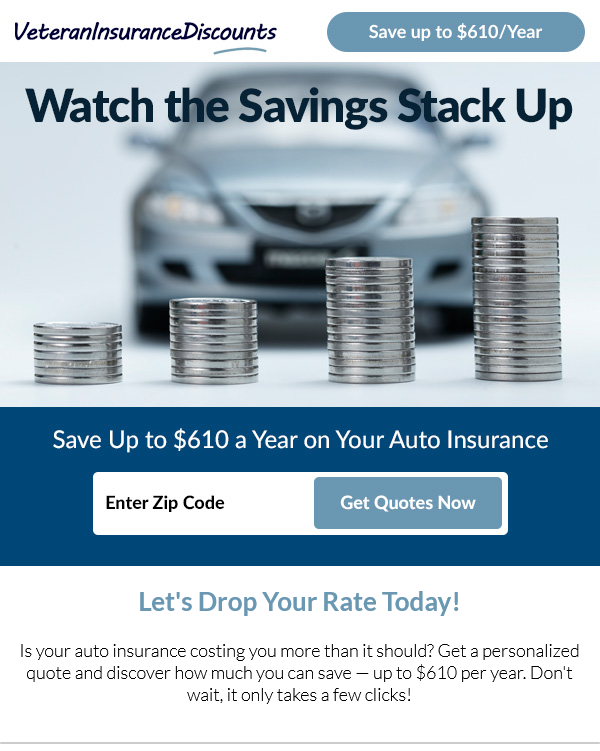 VeteranInsuranceDiscounts
Save up to $610/Year
Watch the Savings Stack Up
Save Up to $610 a Year on Your Auto Insurance
Enter Zip Code
Get Quotes Now
Let's Drop Your Rate Today!
Is your auto insurance costing you more than it should? Get a personalized
quote and discover how much you can save — up to $610 per year. Don't
wait, it only takes a few clicks!